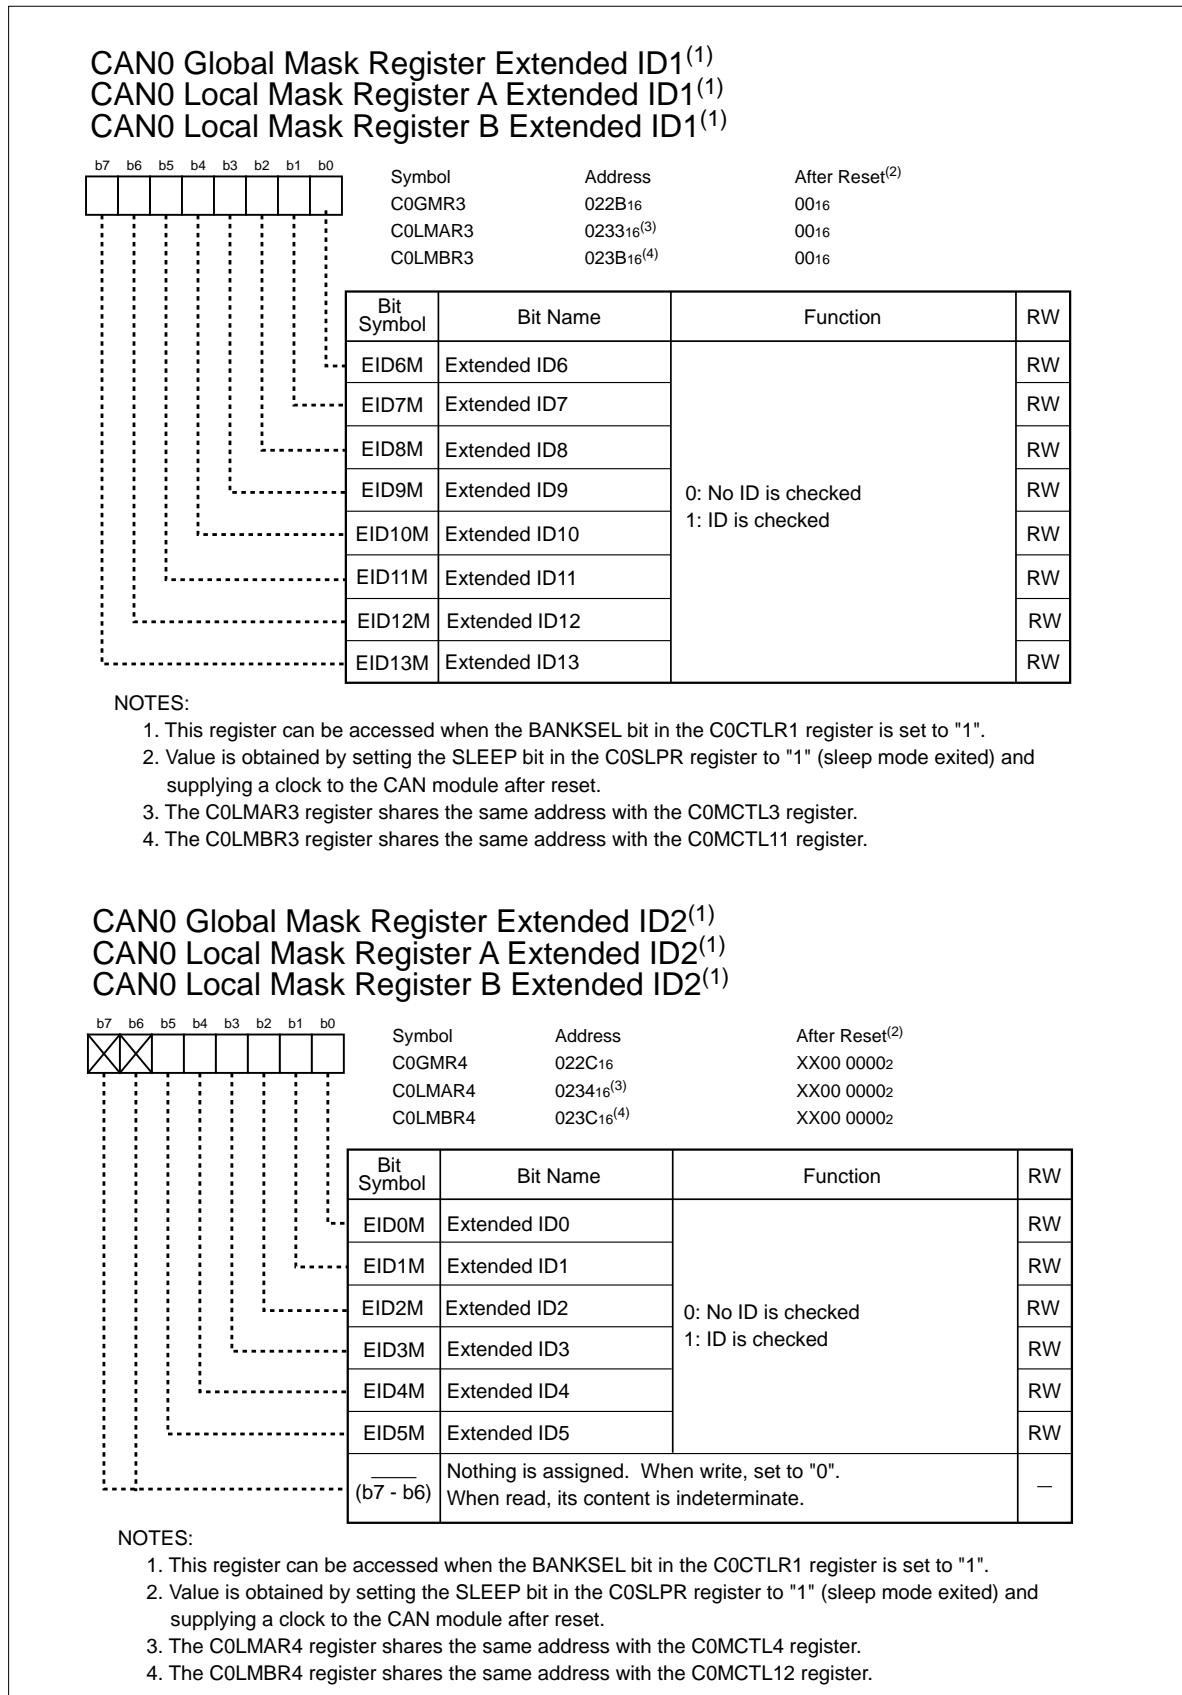 CAN0 Global Mask Register Extended ID1(1)
CAN0 Local Mask Register A Extended ID1(1)
CAN0 Local Mask Register B Extended ID1(1)
b7 b6 b5 b4 b3 b2 b1 b0
Symbol Address After Reset(2)
C0GMR3 022B16 0016
C0LMAR3 023316(3) 0016
C0LMBR3 023B16(4) 0016
Bit Symbol Bit Name Function RW
EID6M Extended ID6 RW
EID7M Extended ID7 RW
EID8M Extended ID8 RW
EID9M Extended ID9 0: No ID is checked RW
1: ID is checked
EID10M Extended ID10 RW
EID11M Extended ID11 RW
EID12M Extended ID12 RW
EID13M Extended ID13 RW
NOTES:
1. This register can be accessed when the BANKSEL bit in the C0CTLR1 register is set to "1".
2. Value is obtained by setting the SLEEP bit in the C0SLPR register to "1" (sleep mode exited) and
supplying a clock to the CAN module after reset.
3. The C0LMAR3 register shares the same address with the C0MCTL3 register.
4. The C0LMBR3 register shares the same address with the C0MCTL11 register.
CAN0 Global Mask Register Extended ID2(1)
CAN0 Local Mask Register A Extended ID2(1)
CAN0 Local Mask Register B Extended ID2(1)
b7 b6 b5 b4 b3 b2 b1 b0
Symbol Address After Reset(2)
C0GMR4 022C16 XX00 00002
C0LMAR4 023416(3) XX00 00002
C0LMBR4 023C16(4) XX00 00002
Bit Symbol Bit Name Function RW
EID0M Extended ID0 RW
EID1M Extended ID1 RW
EID2M Extended ID2 0: No ID is checked RW
1: ID is checked
EID3M Extended ID3 RW
EID4M Extended ID4 RW
EID5M Extended ID5 RW
(b7 - b6) Nothing is assigned. When write, set to "0". —
When read, its content is indeterminate.
NOTES:
1. This register can be accessed when the BANKSEL bit in the C0CTLR1 register is set to "1".
2. Value is obtained by setting the SLEEP bit in the C0SLPR register to "1" (sleep mode exited) and
supplying a clock to the CAN module after reset.
3. The C0LMAR4 register shares the same address with the C0MCTL4 register.
4. The C0LMBR4 register shares the same address with the C0MCTL12 register.